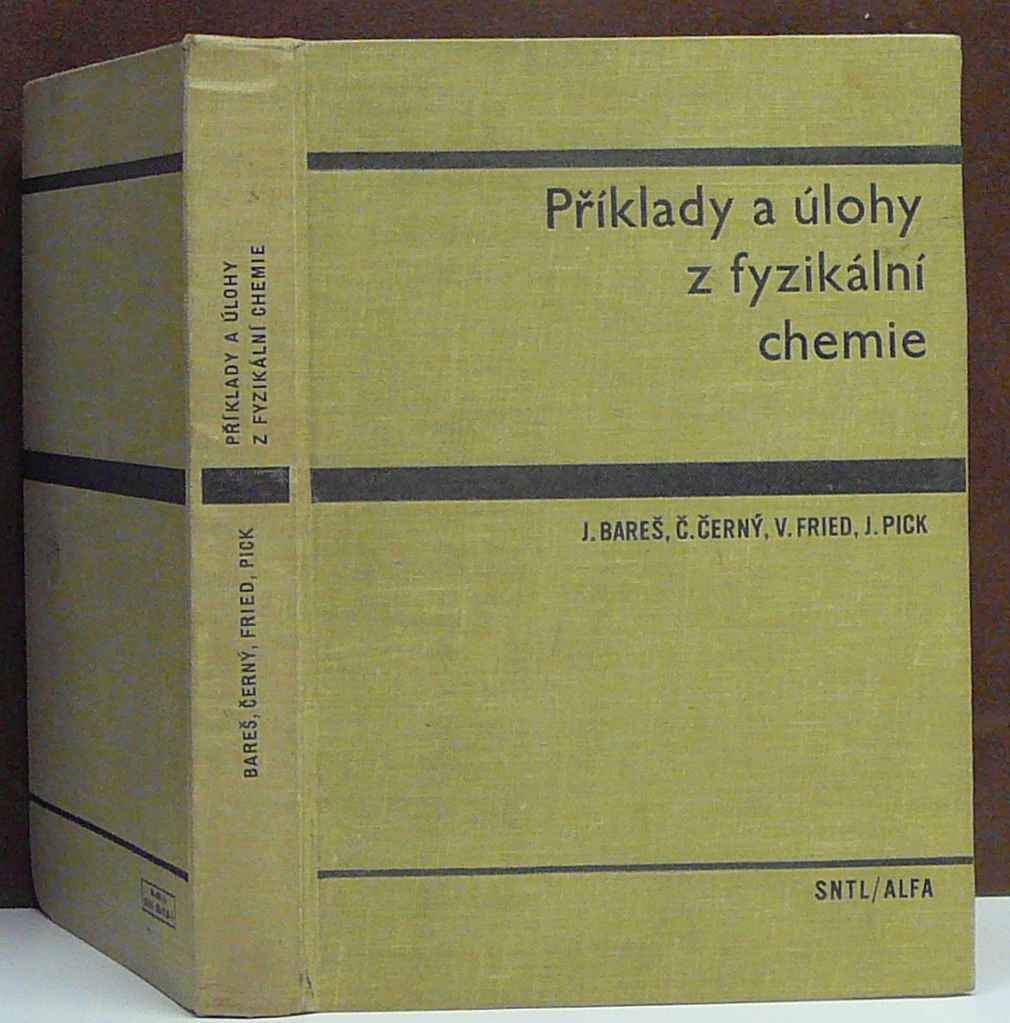 Příklady a úlohy
z fyzikální
chemie
J. BAREŠ, Č. ČERNÝ, V. FRIED, J. PICK
SNTL/ALFA
PŘÍKLADY A ÚLOHY
Z FYZIKÁLNÍ CHEMIE
BAREŠ, ČERNÝ, FRIED, PICK